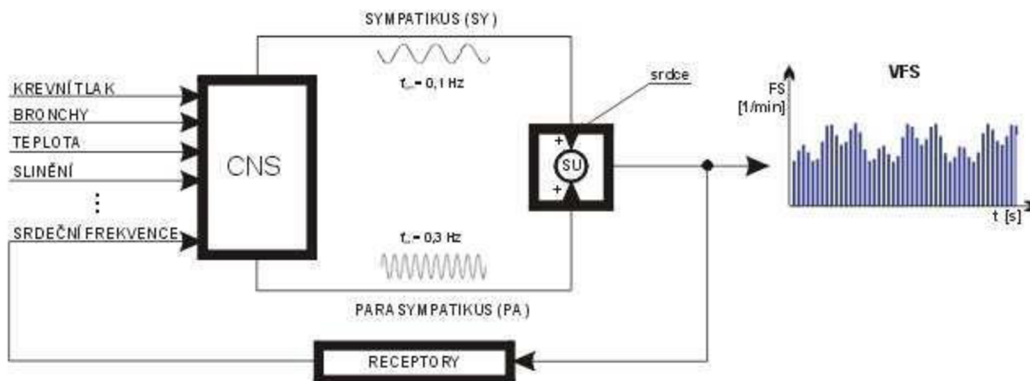 SYMPATIKUS (SY)
= 0,1 Hz
srdce
VFS
FS
[1/min]
KREVNÍ TLAK
BRONCHY
TEPLOTA
SLINĚNÍ
⋮
SRDEČNÍ FREKVENCE
CNS
+
SU
+
t [s]
= 0,3 Hz
PARASYMPATIKUS (PA)
RECEPTORY